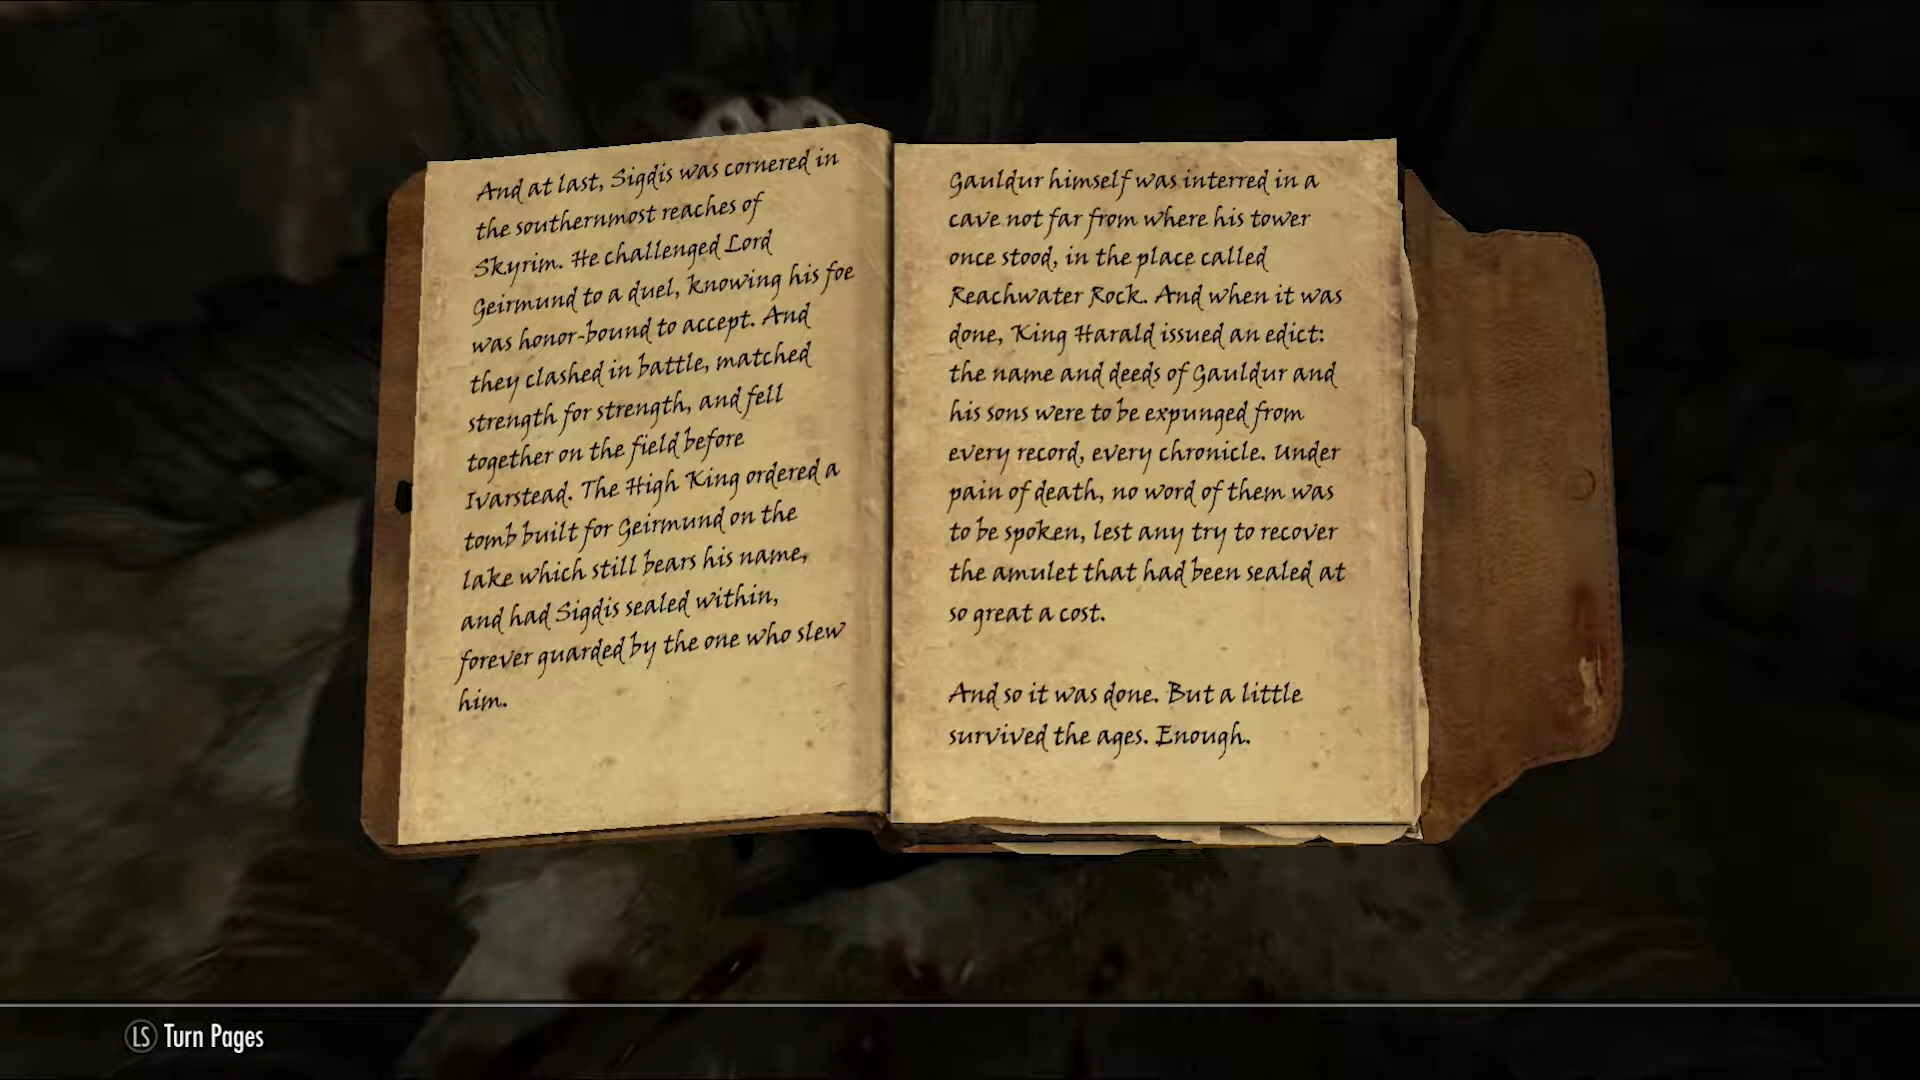 And at last, Sigdis was cornered in
the southernmost reaches of
Skyrim. He challenged Lord
Geirmund to a duel, knowing his foe
was honor-bound to accept. And
they clashed in battle, matched
strength for strength, and fell
together on the field before
Ivarstead. The High King ordered a
tomb built for Geirmund on the
lake which still bears his name,
and had Sigdis sealed within,
forever guarded by the one who slew
him.
Gauldur himself was interred in a
cave not far from where his tower
once stood, in the place called
Reachwater Rock. And when it was
done, King Harald issued an edict:
the name and deeds of Gauldur and
his sons were to be expunged from
every record, every chronicle. Under
pain of death, no word of them was
to be spoken, lest any try to recover
the amulet that had been sealed at
so great a cost.
And so it was done. But a little
survived the ages. Enough.
LS Turn Pages